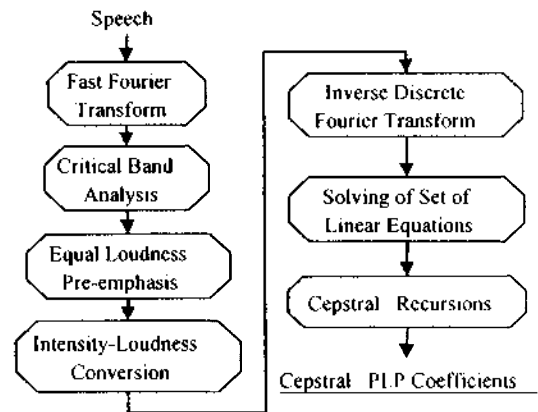 Speech
Fast Fourier
Transform
Critical Band
Analysis
Equal Loudness
Pre-emphasis
Intensity-Loudness
Conversion
Inverse Discrete
Fourier Transform
Solving of Set of
Linear Equations
Cepstral Recursions
Cepstral PLP Coefficients